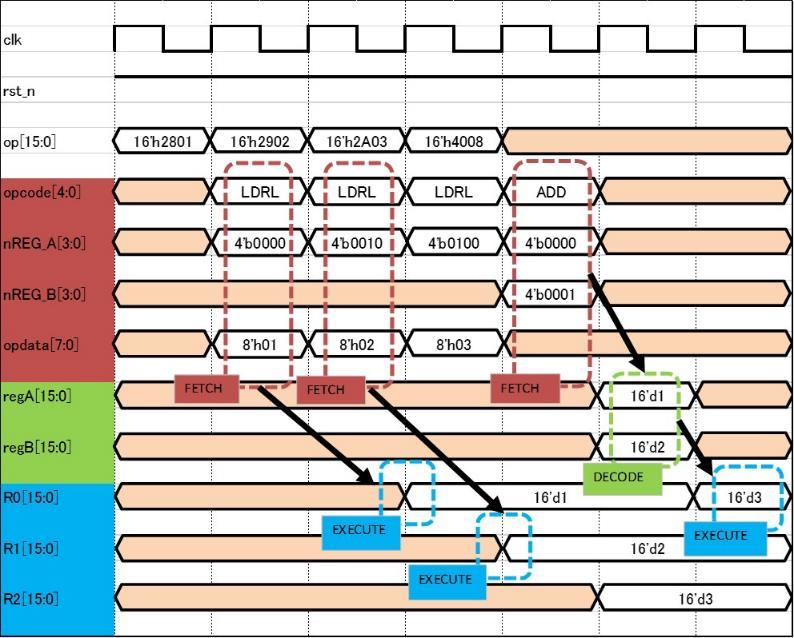 clk
rst_n
op[15:0] 16'h2801 16'h2902 16'h2A03 16'h4008
opcode[4:0] LDRL LDRL LDRL ADD
nREG_A[3:0] 4'b0000 4'b0010 4'b0100 4'b0000
nREG_B[3:0] 4'b0001
opdata[7:0] 8'h01 8'h02 8'h03
FETCH FETCH FETCH
regA[15:0] 16'd1
regB[15:0] 16'd2
DECODE
R0[15:0] 16'd1 16'd3
EXECUTE EXECUTE
R1[15:0] 16'd2
EXECUTE
R2[15:0] 16'd3